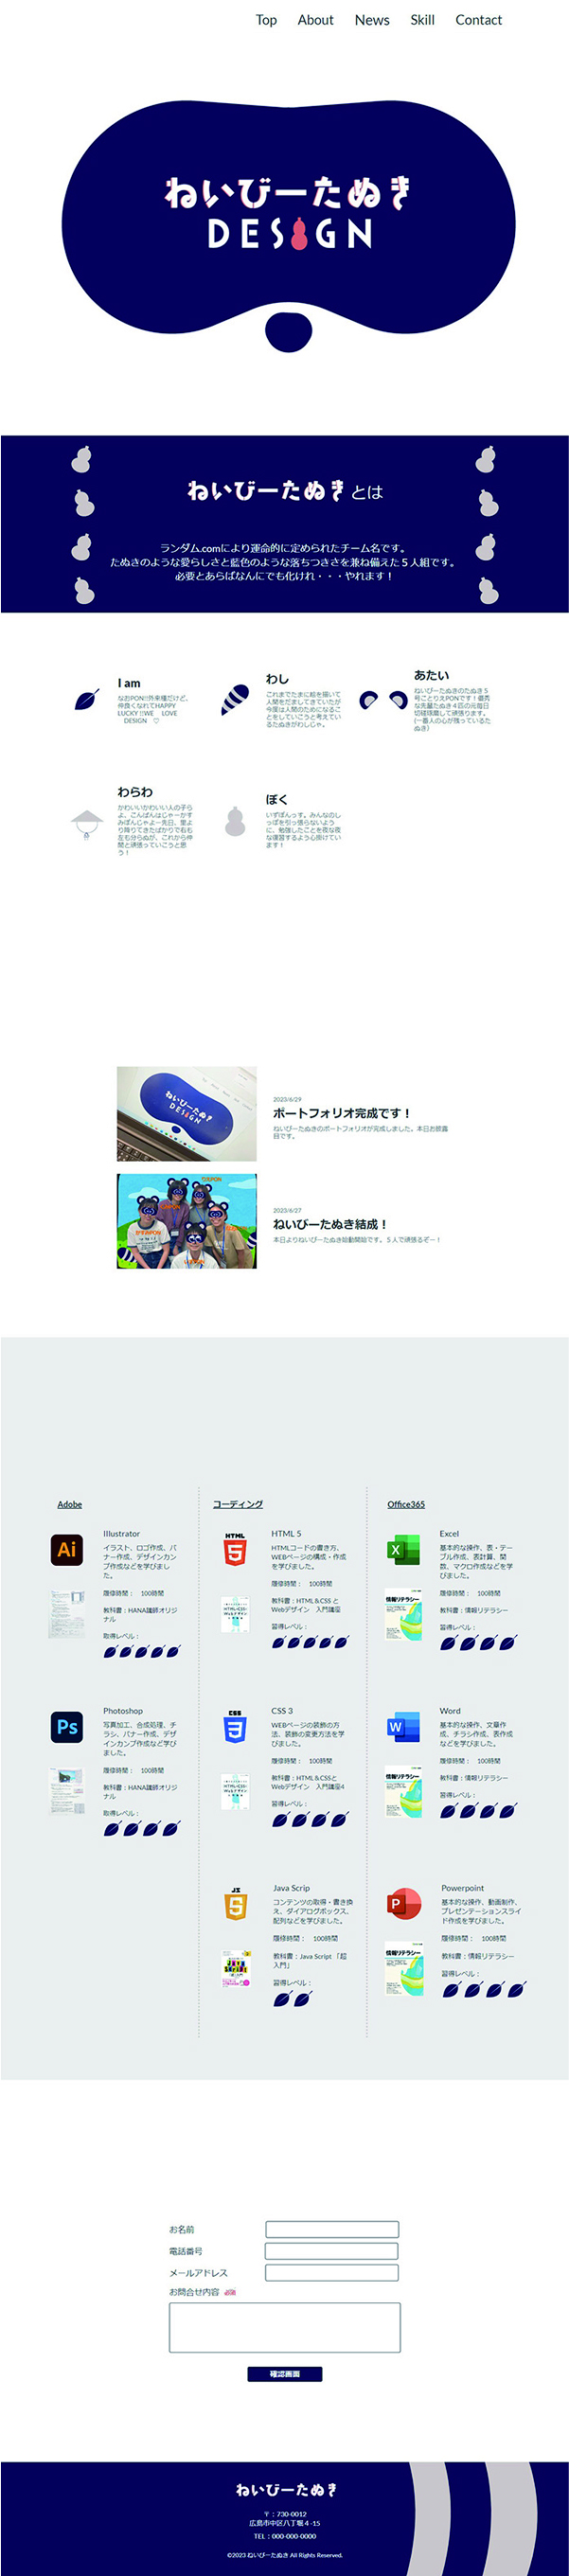 Top About News Skill Contact
ねいびーたぬき
DESIGN
ねいびーたぬきとは
ランダム.comにより運命的に定められたチーム名です。
たぬきのような愛らしさと藍色のような落ちつきさを兼ね備えた５人組です。
必要とあらばなんにでも化けれ・・・やれます！
I am
なおPON!!外来種だけど、
仲良くなれてHAPPY
LUCKY !!WE LOVE
DESIGN ♡
わし
これまでたまに絵を描いて
人間をだましてきていたが
今度は人間のためになるこ
とをしていこうと考えてい
るたぬきがわしじゃ。
あたい
ねいびーたぬきのたぬき５
号ことりえPONです！優秀
な先輩たぬき４匹の元毎日
切磋琢磨して頑張ります。
(一番人の心が残っているた
ぬき）
わらわ
かわいいかわいい人の子ら
よ、こんばんはじゃーかす
みぽんじゃよー先日、里よ
り降りてきたばかりで右も
左も分らぬが、これから仲
間と頑張っていこうと思
う！
ぼく
いずぽんっす。みんなのし
っぽを引っ張らないよう
に、勉強したことを夜な夜
な復習するよう心掛けてい
ます！
2023/6/29
ポートフォリオ完成です！
ねいびーたぬきのポートフォリオが完成しました。本日お披露
目です。
2023/6/27
ねいびーたぬき結成！
本日よりねいびーたぬき始動開始です。５人で頑張るぞー！
Adobe
Illustrator
イラスト、ロゴ作成、バ
ナー作成、デザインカン
プ作成などを学びまし
た。
履修時間： 100時間
教科書：HANA講師オリジ
ナル
取得レベル：
Photoshop
写真加工、合成処理、チ
ラシ、バナー作成、デザ
インカンプ作成など学び
ました。
履修時間： 100時間
教科書：HANA講師オリジ
ナル
取得レベル：
コーディング
HTML 5
HTMLコードの書き方、
WEBページの構成・作成
を学びました。
履修時間： 100時間
教科書：HTML＆CSS と
Webデザイン 入門講座
習得レベル：
CSS 3
WEBページの装飾の方
法、装飾の変更方法を学
びました。
履修時間： 100時間
教科書：HTML＆CSSと
Webデザイン 入門講座4
習得レベル：
Java Scrip
コンテンツの取得・書き換
え、ダイアログボックス、
配列などを学びました。
履修時間： 100時間
教科書：Java Script 「超
入門」
習得レベル：
Office365
Excel
基本的な操作、表・テー
ブル作成、表計算、関
数、マクロ作成などを学
びました。
履修時間： 100時間
教科書：情報リテラシー
習得レベル：
Word
基本的な操作、文章作
成、チラシ作成、表作成
などを学びました。
履修時間： 100時間
教科書：情報リテラシー
習得レベル：
Powerpoint
基本的な操作、動画制作、
プレゼンテーションスライ
ド作成を学びました。
履修時間： 100時間
教科書：情報リテラシー
習得レベル：
お名前
電話番号
メールアドレス
お問合せ内容 必須
確認画面
ねいびーたぬき
〒：730-0012
広島市中区八丁堀４-15
TEL：000-000-0000
©2023 ねいびーたぬき All Rights Reserved.